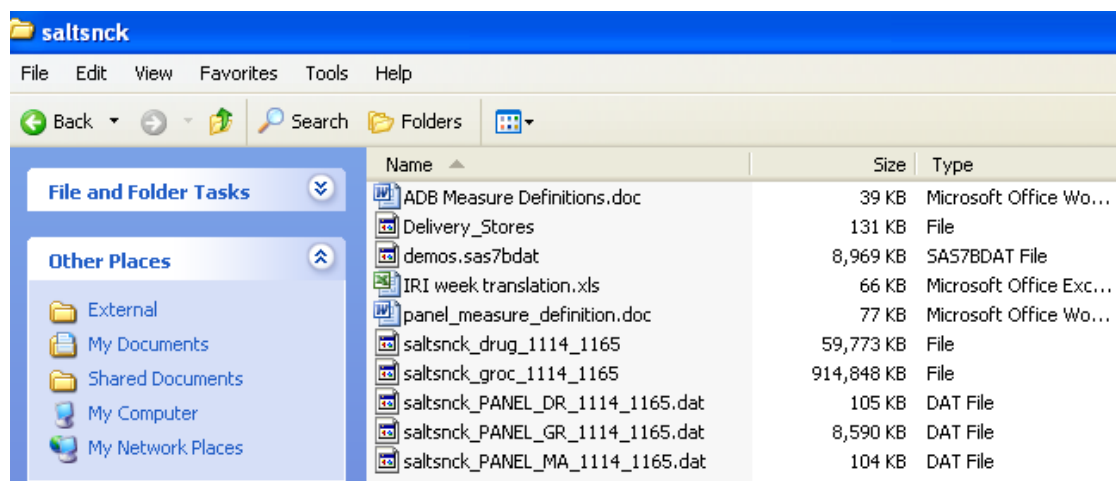 saltsnck
File Edit View Favorites Tools Help
Back Search Folders
Name Size Type
File and Folder Tasks
ADB Measure Definitions.doc 39 KB Microsoft Office Wo...
Delivery_Stores 131 KB File
demos.sas7bdat 8,969 KB SAS7BDAT File
Other Places
IRI week translation.xls 66 KB Microsoft Office Exc...
panel_measure_definition.doc 77 KB Microsoft Office Wo...
External
saltsnck_drug_1114_1165 59,773 KB File
My Documents
saltsnck_groc_1114_1165 914,848 KB File
Shared Documents
saltsnck_PANEL_DR_1114_1165.dat 105 KB DAT File
My Computer
saltsnck_PANEL_GR_1114_1165.dat 8,590 KB DAT File
My Network Places
saltsnck_PANEL_MA_1114_1165.dat 104 KB DAT File